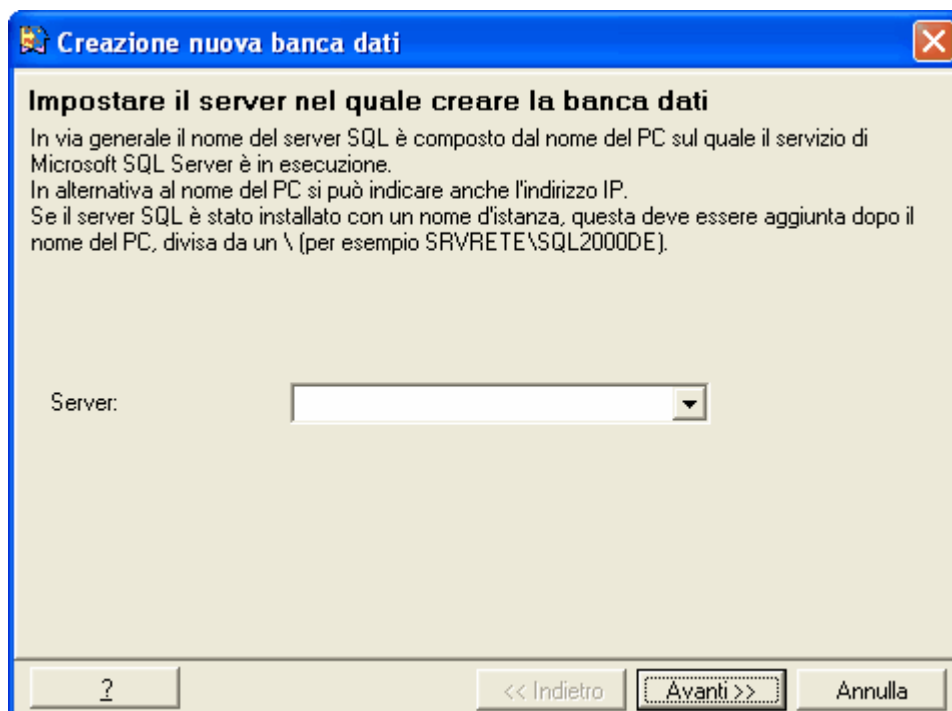 Creazione nuova banca dati
Impostare il server nel quale creare la banca dati
In via generale il nome del server SQL è composto dal nome del PC sul quale il servizio di
Microsoft SQL Server è in esecuzione.
In alternativa al nome del PC si può indicare anche l'indirizzo IP.
Se il server SQL è stato installato con un nome d'istanza, questa deve essere aggiunta dopo il
nome del PC, divisa da un \ (per esempio SRVRETE\SQL2000DE).
Server:
? << Indietro Avanti >> Annulla